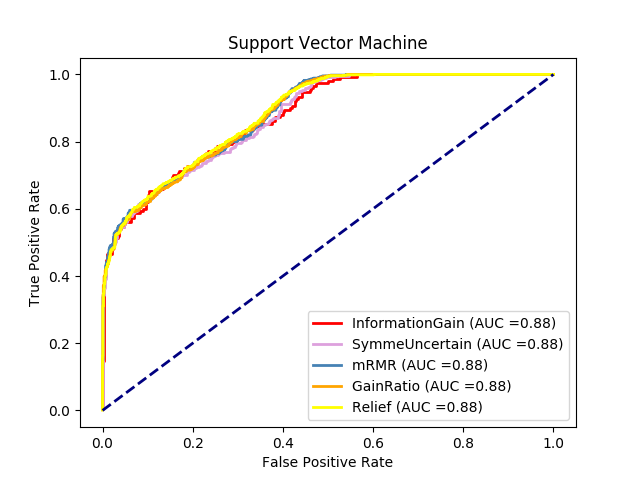 Support Vector Machine
True Positive Rate
1.0
0.8
0.6
0.4
0.2
0.0
InformationGain (AUC =0.88)
SymmeUncertain (AUC =0.88)
mRMR (AUC =0.88)
GainRatio (AUC =0.88)
Relief (AUC =0.88)
0.0 0.2 0.4 0.6 0.8 1.0
False Positive Rate